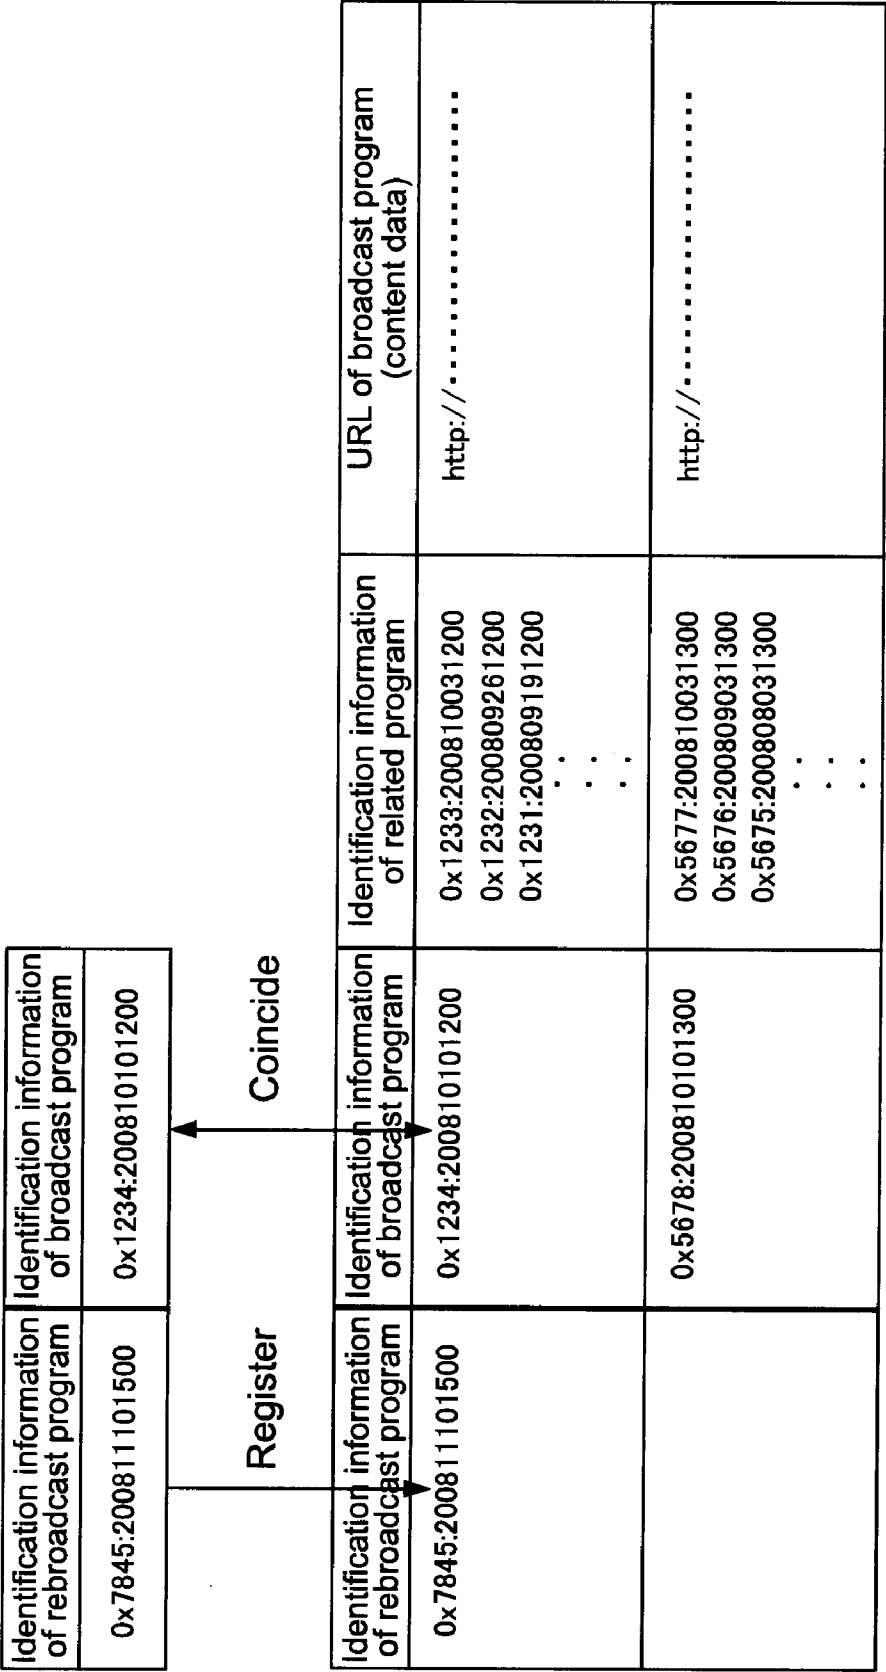 Identification information
of rebroadcast program
Identification information
of broadcast program
0x7845:200811101500
0x1234:200810101200
Register
Coincide
Identification information
of rebroadcast program
Identification information
of broadcast program
Identification information
of related program
URL of broadcast program
(content data)
0x7845:200811101500
0x1234:200810101200
0x1233:200810031200
0x1232:200809261200
0x1231:200809191200
http://....................
0x5678:200810101300
0x5677:200810031300
0x5676:200809031300
0x5675:200808031300
http://....................